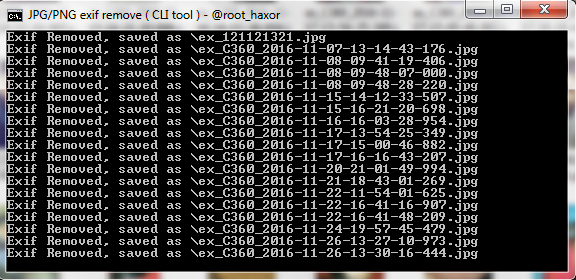 JPG/PNG exif remove ( CLI tool ) - @root_haxor
Exif Removed, saved as \ex_121121321.jpg
Exif Removed, saved as \ex_C360_2016-11-07-13-14-43-176.jpg
Exif Removed, saved as \ex_C360_2016-11-08-09-41-19-406.jpg
Exif Removed, saved as \ex_C360_2016-11-08-09-48-07-000.jpg
Exif Removed, saved as \ex_C360_2016-11-08-09-48-28-220.jpg
Exif Removed, saved as \ex_C360_2016-11-15-14-12-33-507.jpg
Exif Removed, saved as \ex_C360_2016-11-15-16-21-20-698.jpg
Exif Removed, saved as \ex_C360_2016-11-16-16-03-28-954.jpg
Exif Removed, saved as \ex_C360_2016-11-17-13-54-25-349.jpg
Exif Removed, saved as \ex_C360_2016-11-17-15-00-46-882.jpg
Exif Removed, saved as \ex_C360_2016-11-17-16-16-43-207.jpg
Exif Removed, saved as \ex_C360_2016-11-20-21-01-49-994.jpg
Exif Removed, saved as \ex_C360_2016-11-21-18-43-01-269.jpg
Exif Removed, saved as \ex_C360_2016-11-22-11-54-01-625.jpg
Exif Removed, saved as \ex_C360_2016-11-22-16-41-16-907.jpg
Exif Removed, saved as \ex_C360_2016-11-22-16-41-48-209.jpg
Exif Removed, saved as \ex_C360_2016-11-24-19-57-45-479.jpg
Exif Removed, saved as \ex_C360_2016-11-26-13-27-10-973.jpg
Exif Removed, saved as \ex_C360_2016-11-26-13-30-16-444.jpg